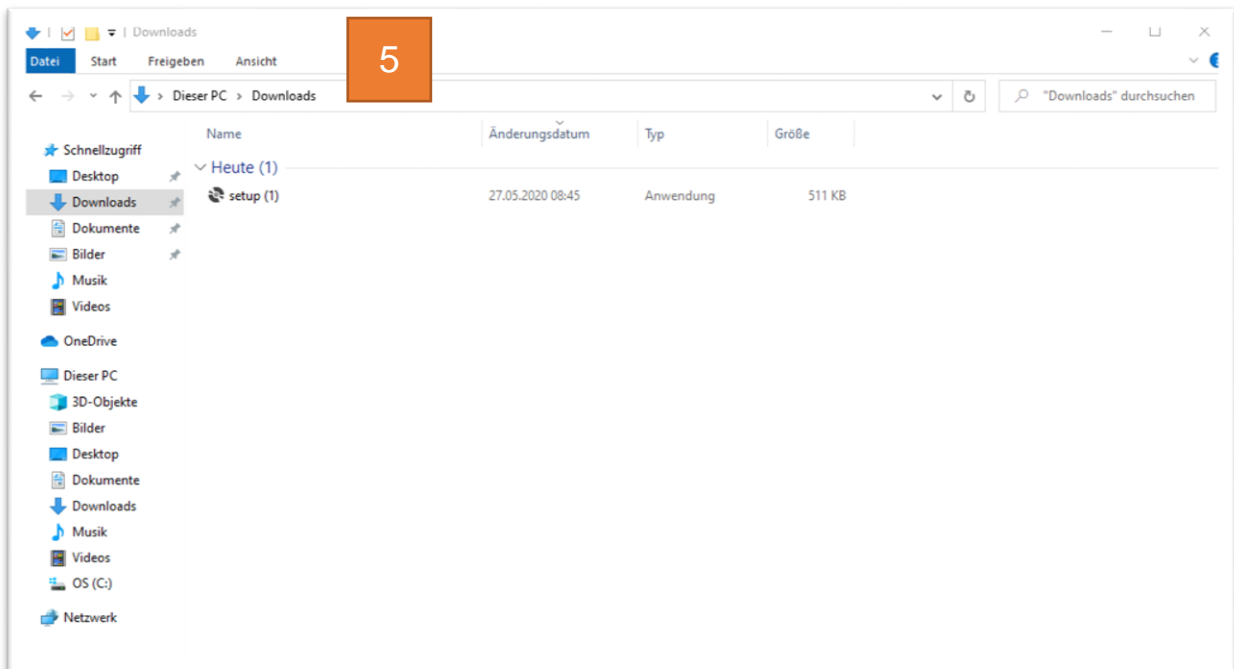 Downloads
5
Datei Start Freigeben Ansicht
Dieser PC > Downloads
"Downloads" durchsuchen
Name Änderungsdatum Typ Größe
Schnellzugriff
Desktop
Downloads
Dokumente
Bilder
Musik
Videos
OneDrive
Dieser PC
3D-Objekte
Bilder
Desktop
Dokumente
Downloads
Musik
Videos
OS (C:)
Netzwerk
Heute (1)
setup (1) 27.05.2020 08:45 Anwendung 511 KB